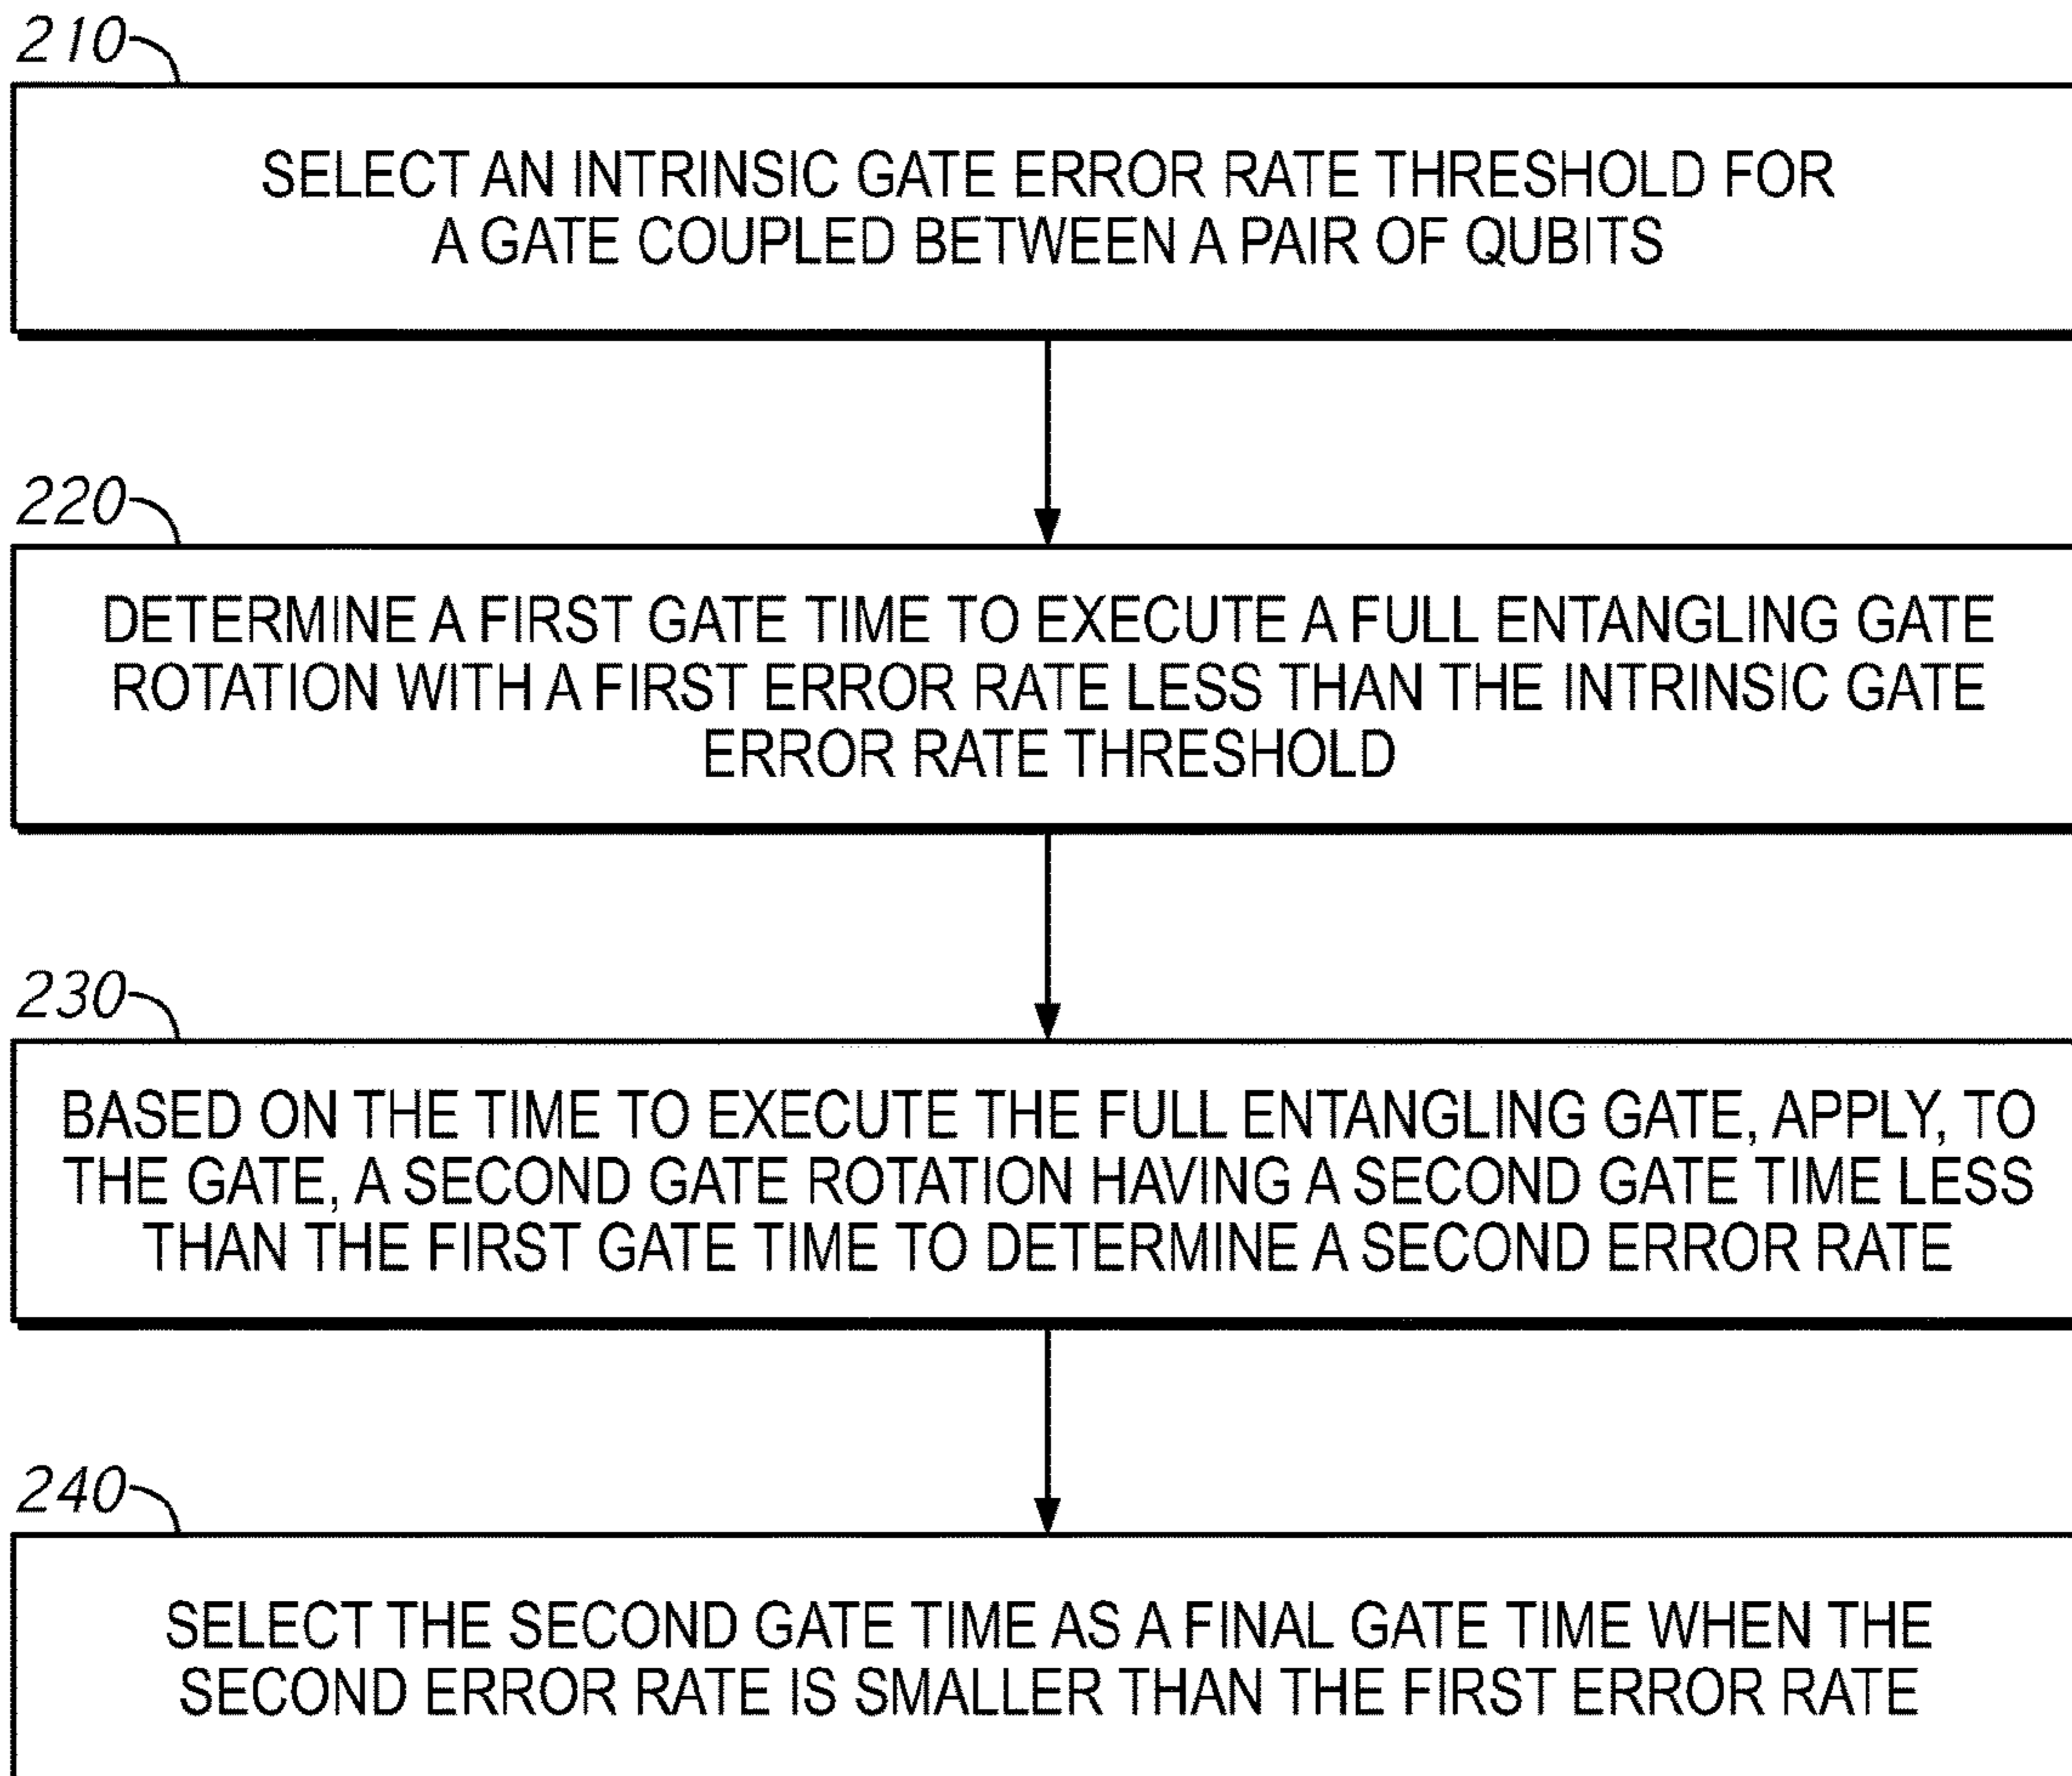 210
SELECT AN INTRINSIC GATE ERROR RATE THRESHOLD FOR
A GATE COUPLED BETWEEN A PAIR OF QUBITS
220
DETERMINE A FIRST GATE TIME TO EXECUTE A FULL ENTANGLING GATE
ROTATION WITH A FIRST ERROR RATE LESS THAN THE INTRINSIC GATE
ERROR RATE THRESHOLD
230
BASED ON THE TIME TO EXECUTE THE FULL ENTANGLING GATE, APPLY, TO
THE GATE, A SECOND GATE ROTATION HAVING A SECOND GATE TIME LESS
THAN THE FIRST GATE TIME TO DETERMINE A SECOND ERROR RATE
240
SELECT THE SECOND GATE TIME AS A FINAL GATE TIME WHEN THE
SECOND ERROR RATE IS SMALLER THAN THE FIRST ERROR RATE